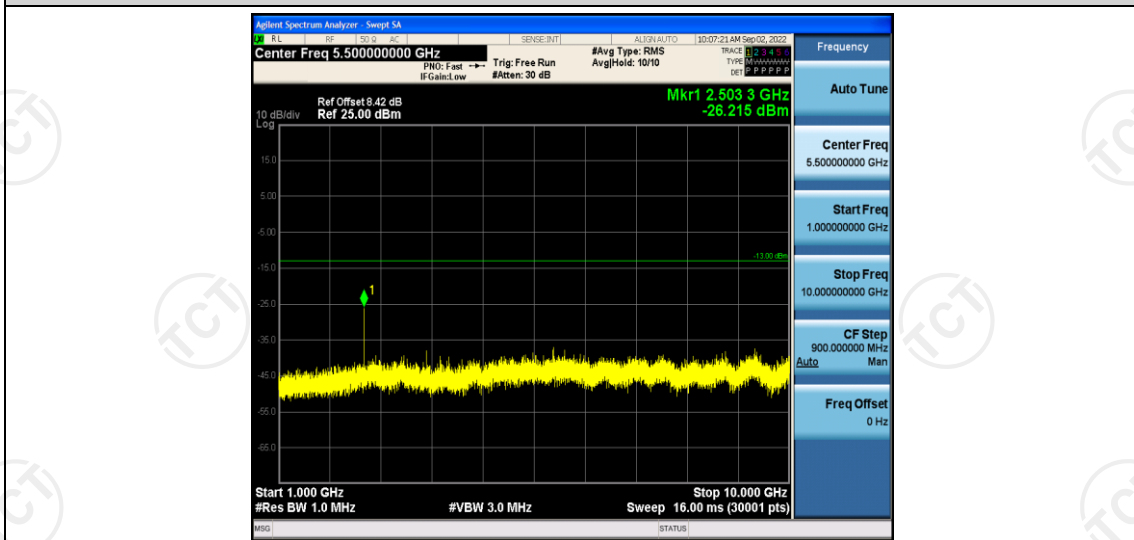 Agilent Spectrum Analyzer - Swept SA
RL RF 50 Ω AC SENSE:INT ALIGN AUTO 10:07:21 AM Sep 02, 2022
Center Freq 5.500000000 GHz
PNO: Fast
IFGain:Low
Trig: Free Run
#Atten: 30 dB
#Avg Type: RMS
Avg|Hold: 10/10
TRACE 1 2 3 4 5 6
TYPE M
DET P P P P P P
Mkr1 2.503 3 GHz
-26.215 dBm
Ref Offset 8.42 dB
10 dB/div Ref 25.00 dBm
Log
15.0
5.00
-5.00
-13.00 dBm
-15.0
1
-25.0
-35.0
-45.0
-55.0
-65.0
Start 1.000 GHz Stop 10.000 GHz
#Res BW 1.0 MHz #VBW 3.0 MHz Sweep 16.00 ms (30001 pts)
MSG STATUS
Frequency
Auto Tune
Center Freq
5.500000000 GHz
Start Freq
1.000000000 GHz
Stop Freq
10.000000000 GHz
CF Step
900.000000 MHz
Auto Man
Freq Offset
0 Hz
TCT
TCT
TCT
TCT
TCT
TCT